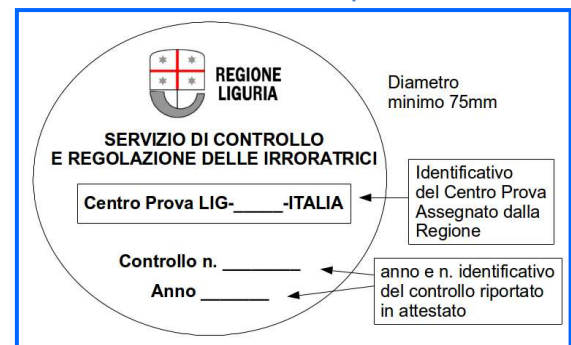 REGIONE
LIGURIA
Diametro
minimo 75mm
SERVIZIO DI CONTROLLO
E REGOLAZIONE DELLE IRRORATRICI
Identificativo
del Centro Prova
Assegnato dalla
Regione
Centro Prova LIG-_____-ITALIA
Controllo n. ________
Anno _______
anno e n. identificativo
del controllo riportato
in attestato